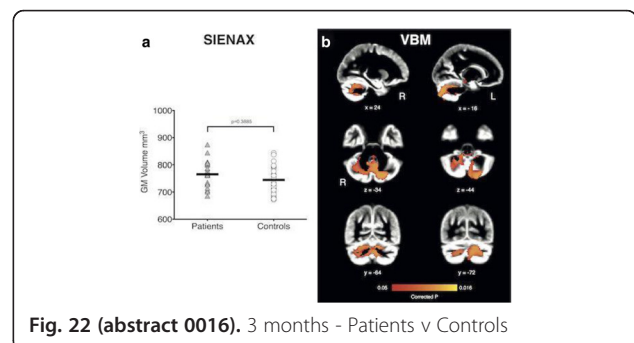 a SIENAX
b VBM
1000
900
800
700
600
GM Volume mm³
Patients Controls
R L
x = 24 x = - 16
R
z = -34 z = -44
y = -64 y = -72
0.05 0.016
Corrected P
Fig. 22 (abstract 0016). 3 months - Patients v Controls